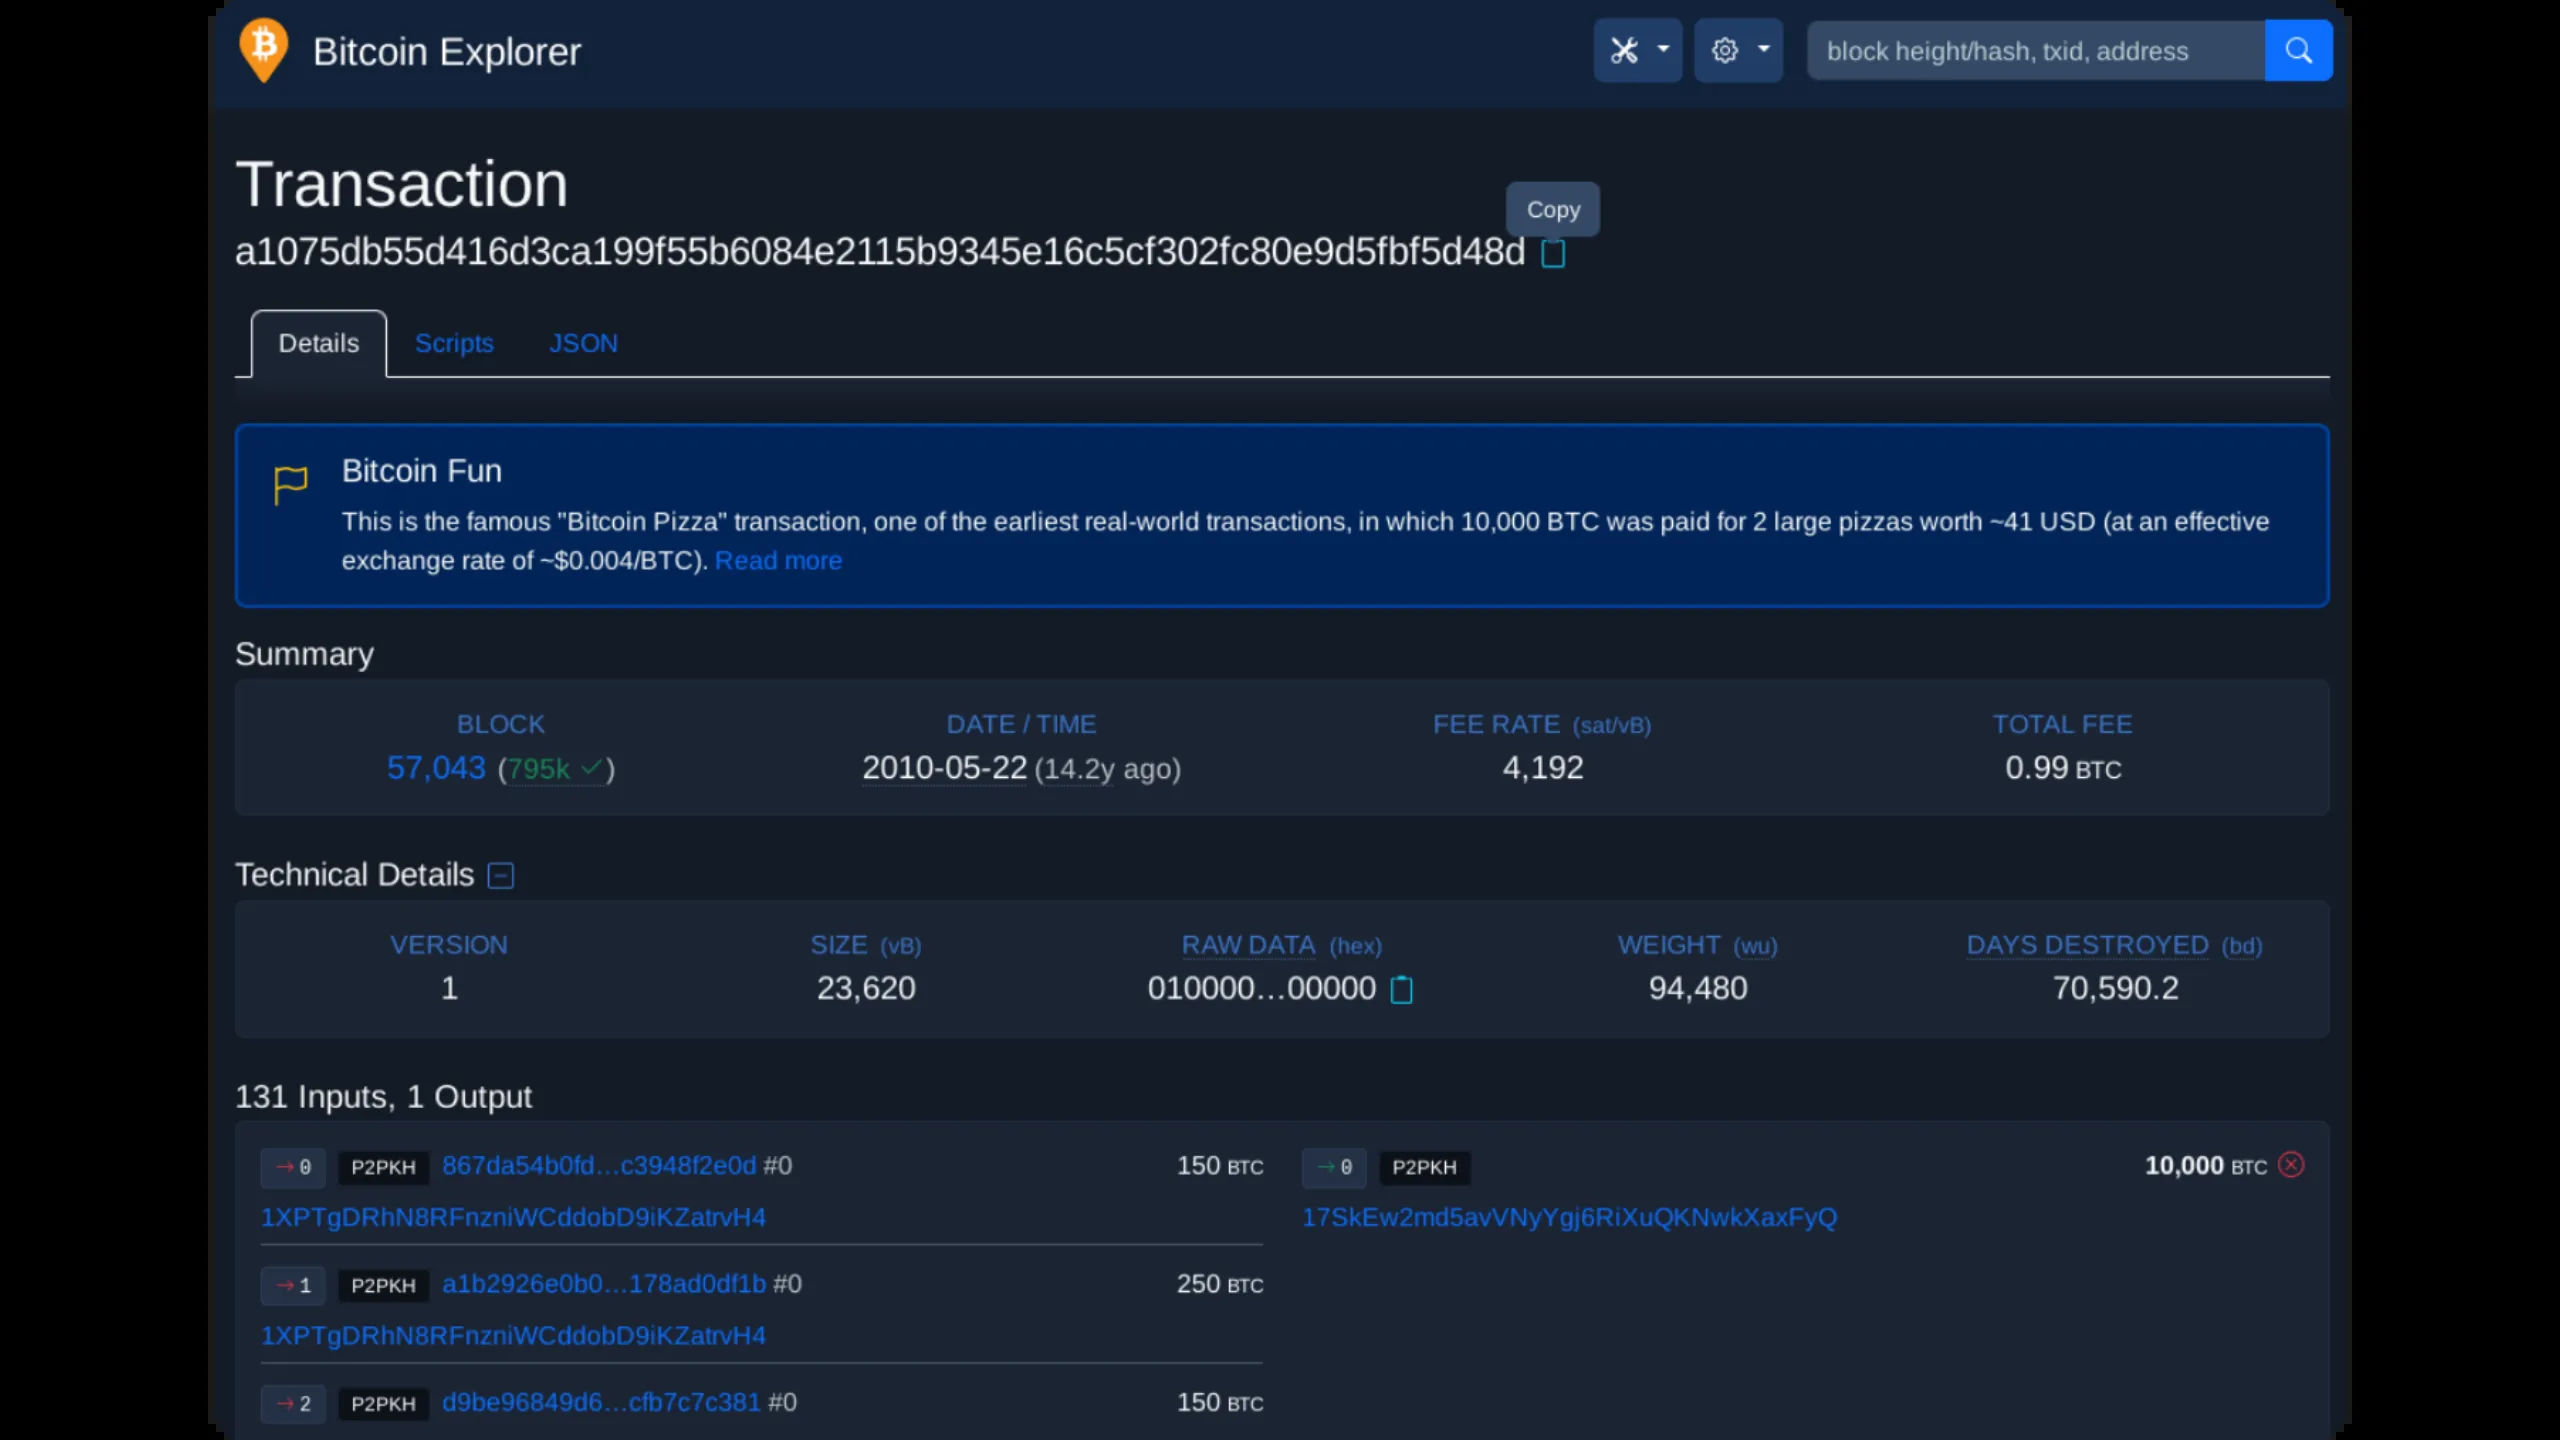 Bitcoin Explorer
block height/hash, txid, address
Transaction
Copy
a1075db55d416d3ca199f55b6084e2115b9345e16c5cf302fc80e9d5fbf5d48d
Details Scripts JSON
Bitcoin Fun
This is the famous "Bitcoin Pizza" transaction, one of the earliest real-world transactions, in which 10,000 BTC was paid for 2 large pizzas worth ~41 USD (at an effective
exchange rate of ~$0.004/BTC). Read more
Summary
BLOCK DATE / TIME FEE RATE (sat/vB) TOTAL FEE
57,043 (795k ✓) 2010-05-22 (14.2y ago) 4,192 0.99 BTC
Technical Details
VERSION SIZE (vB) RAW DATA (hex) WEIGHT (wu) DAYS DESTROYED (bd)
1 23,620 010000…00000 94,480 70,590.2
131 Inputs, 1 Output
→0 P2PKH 867da54b0fd…c3948f2e0d #0 150 BTC →0 P2PKH 10,000 BTC
1XPTgDRhN8RFnzniWCddobD9iKZatrvH4 17SkEw2md5avVNyYgj6RiXuQKNwkXaxFyQ
→1 P2PKH a1b2926e0b0…178ad0df1b #0 250 BTC
1XPTgDRhN8RFnzniWCddobD9iKZatrvH4
→2 P2PKH d9be96849d6…cfb7c7c381 #0 150 BTC